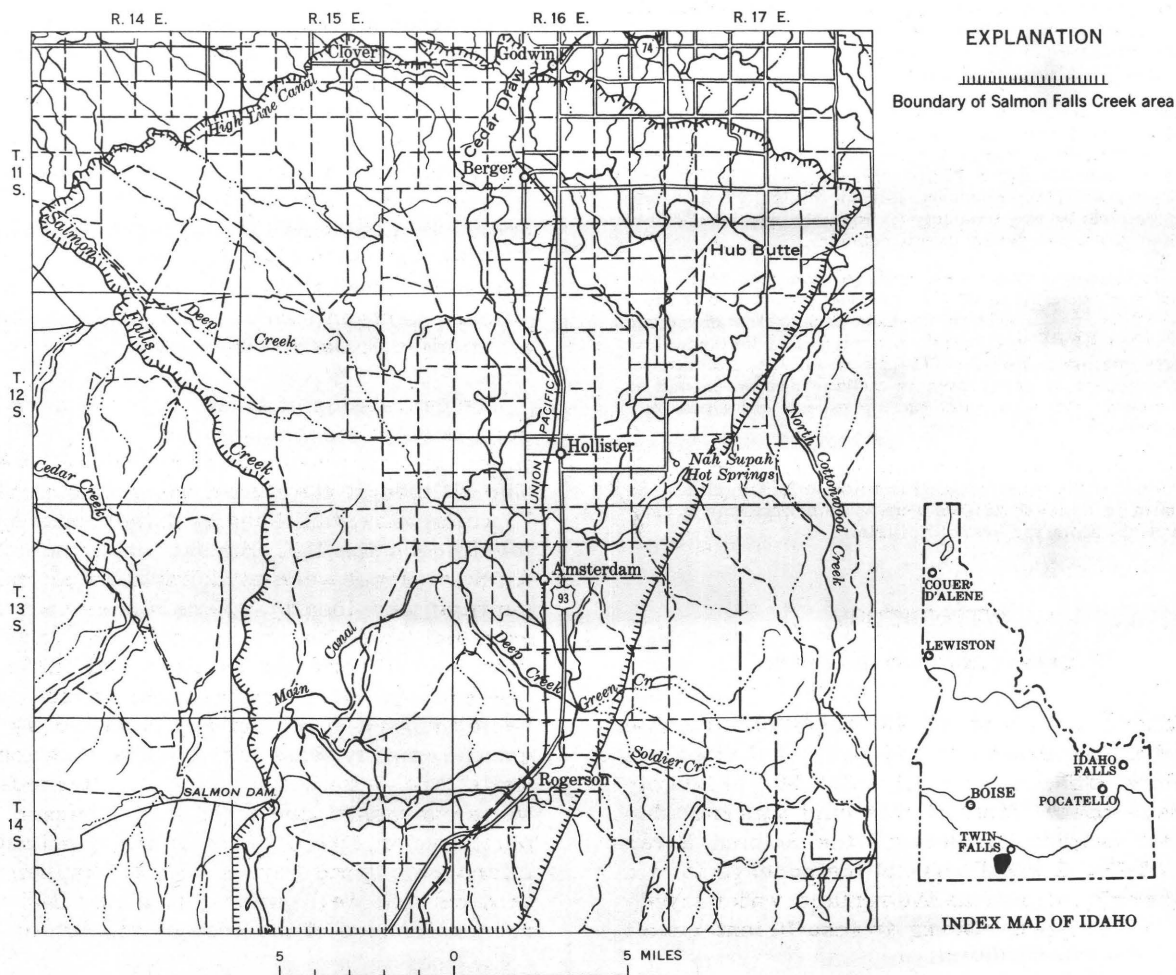 R. 14 E.
R. 15 E.
R. 16 E.
R. 17 E.
T.
11
S.
T.
12
S.
T.
13
S.
T.
14
S.
Clover
Godwin
74
High Line Canal
Cedar Draw
Berger
Salmon
Falls
Creek
Hub Butte
Deep
Creek
UNION PACIFIC
Hollister
Nah Supah
Hot Springs
North Cottonwood Creek
Cedar Creek
Amsterdam
93
Main
Canal
Deep Creek
Green Cr
Soldier Cr
Rogerson
SALMON DAM
5
0
5 MILES
EXPLANATION
Boundary of Salmon Falls Creek area
COUER
D'ALENE
LEWISTON
IDAHO
FALLS
BOISE
POCATELLO
TWIN
FALLS
INDEX MAP OF IDAHO